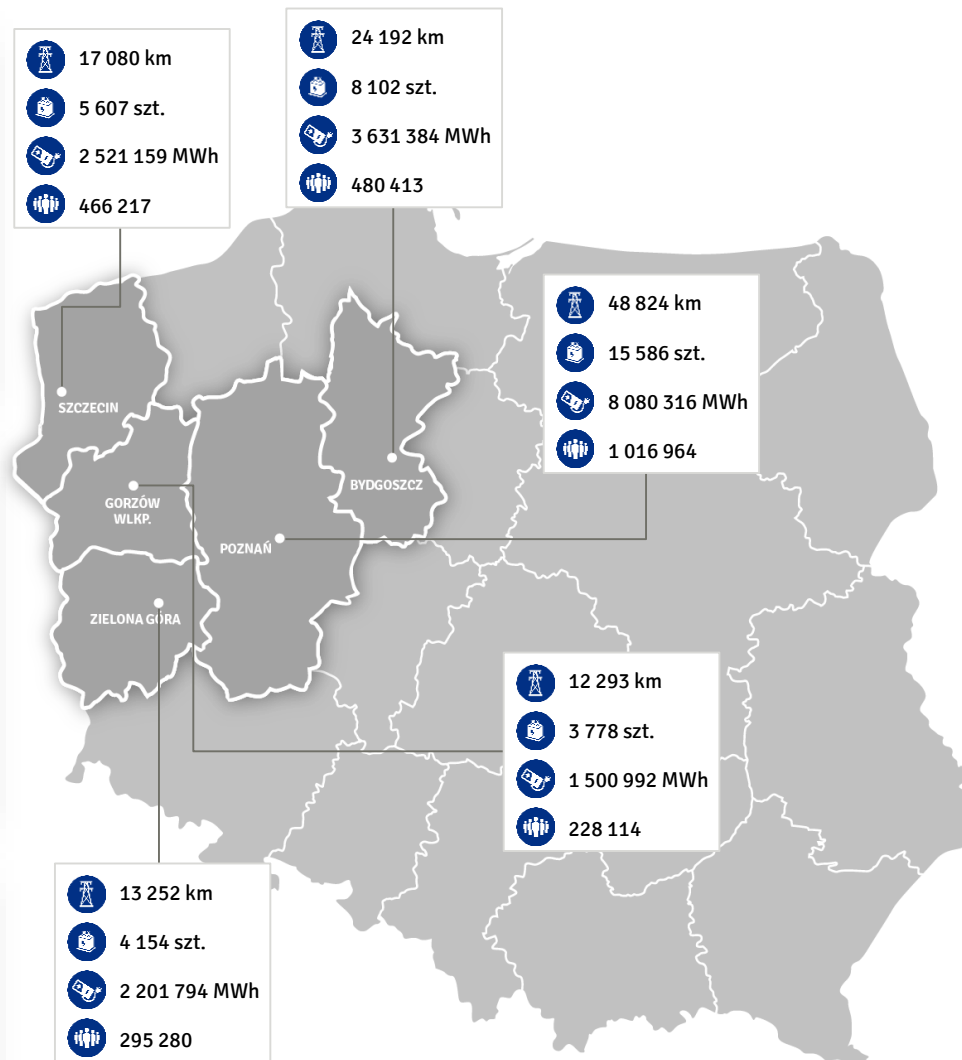 17 080 km
5 607 szt.
2 521 159 MWh
466 217
24 192 km
8 102 szt.
3 631 384 MWh
480 413
48 824 km
15 586 szt.
8 080 316 MWh
1 016 964
SZCZECIN
BYDGOSZCZ
GORZÓW
WLKP.
POZNAŃ
ZIELONA GÓRA
12 293 km
3 778 szt.
1 500 992 MWh
228 114
13 252 km
4 154 szt.
2 201 794 MWh
295 280